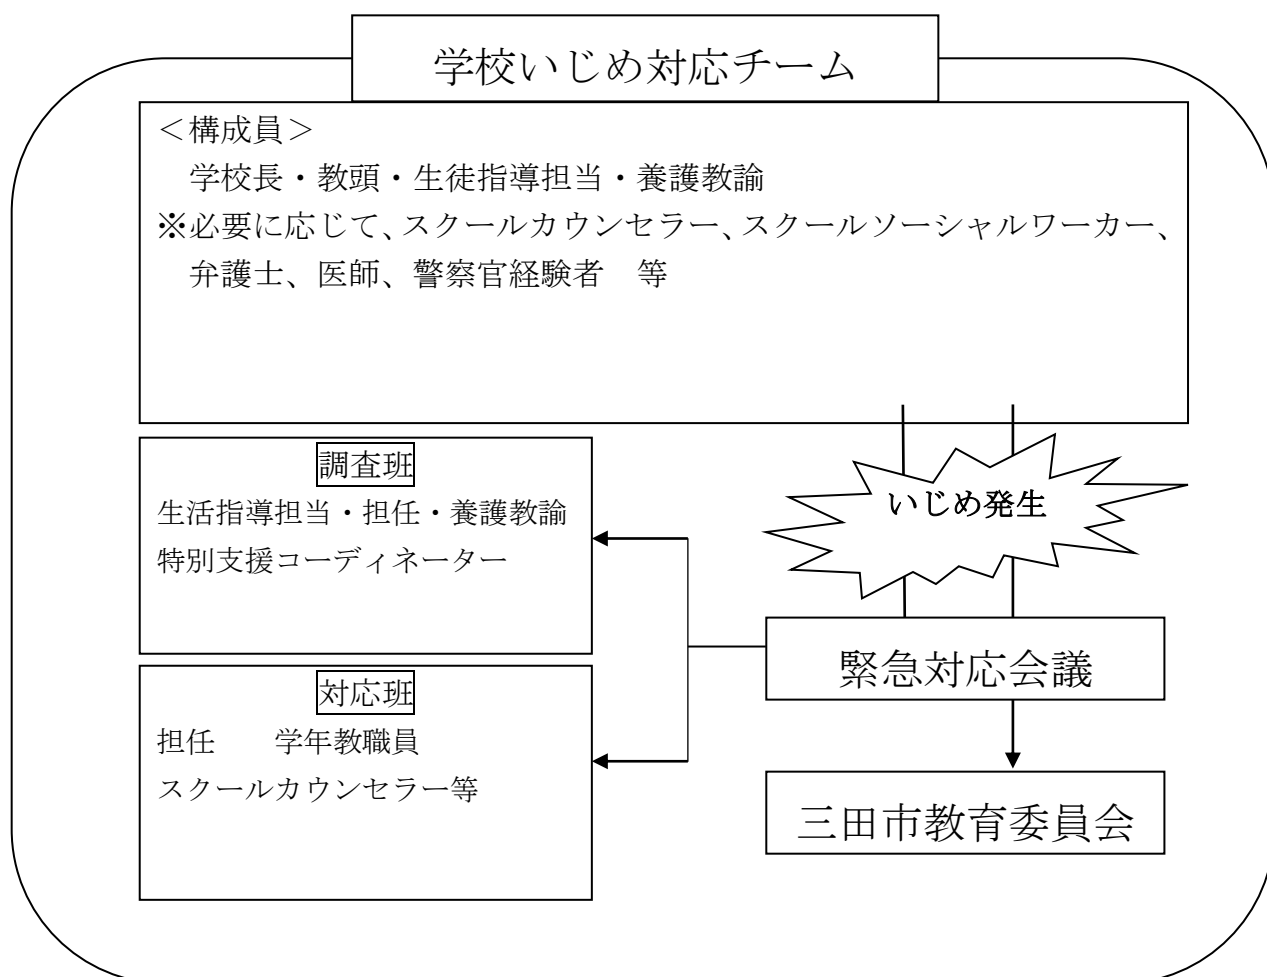 学校いじめ対応チーム
＜構成員＞
学校長・教頭・生徒指導担当・養護教諭
※必要に応じて、スクールカウンセラー、スクールソーシャルワーカー、
弁護士、医師、警察官経験者　等
いじめ発生
調査班
生活指導担当・担任・養護教諭
特別支援コーディネーター
緊急対応会議
対応班
担任　　学年教職員
スクールカウンセラー等
三田市教育委員会